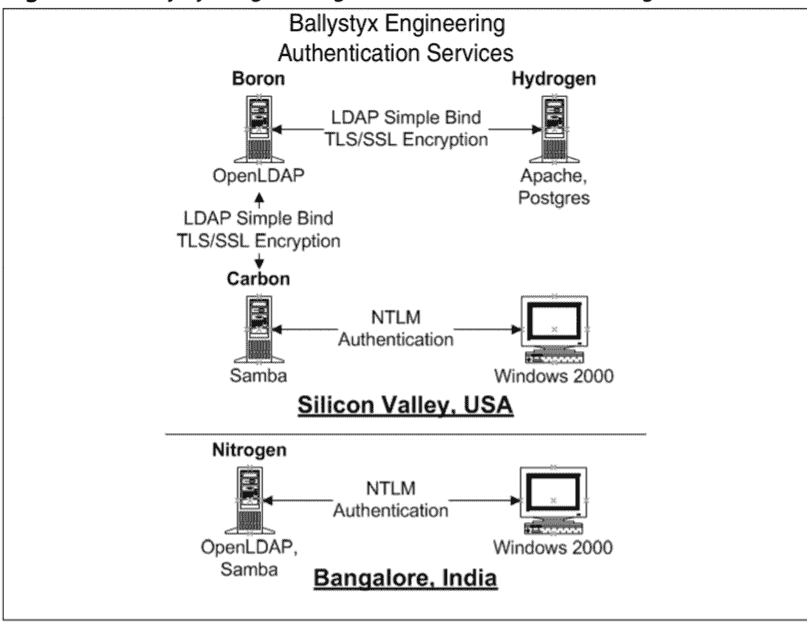 Ballystyx Engineering
Authentication Services
Boron
Hydrogen
LDAP Simple Bind
TLS/SSL Encryption
OpenLDAP
Apache,
Postgres
LDAP Simple Bind
TLS/SSL Encryption
Carbon
NTLM
Authentication
Samba
Windows 2000
Silicon Valley, USA
Nitrogen
NTLM
Authentication
OpenLDAP,
Samba
Windows 2000
Bangalore, India